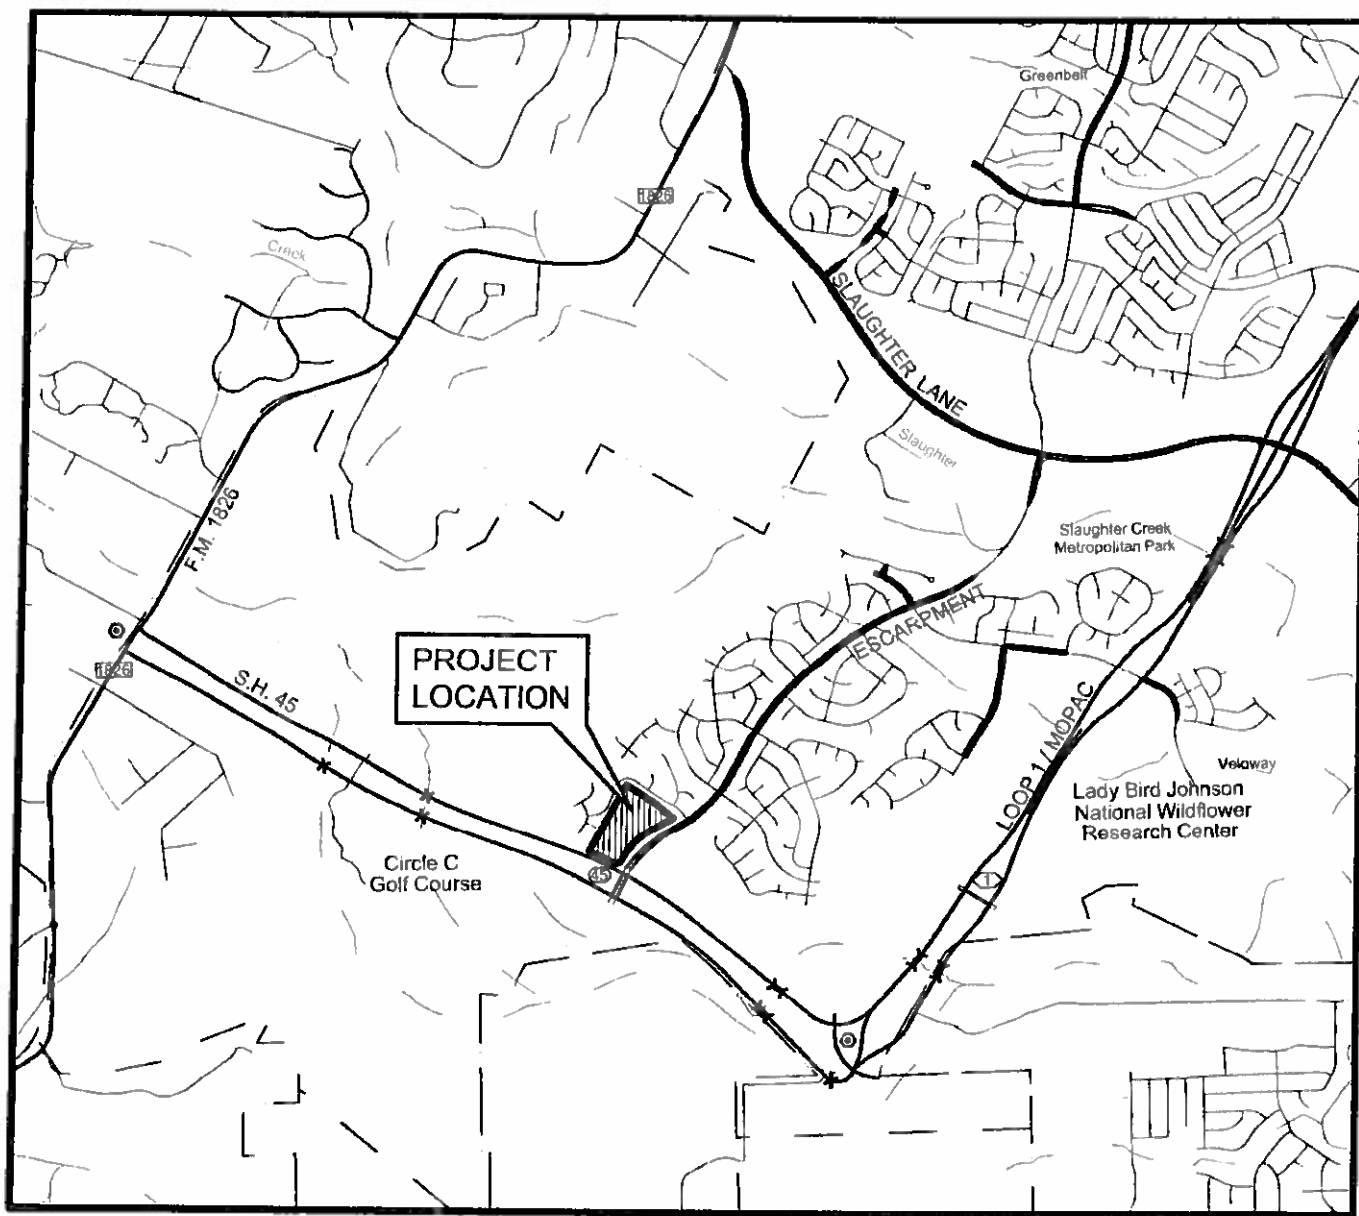 Greenbelt
1826
Creek
SLAUGHTER LANE
Slaughter
F.M. 1826
Slaughter Creek
Metropolitan Park
ESCARPMENT
1826
S.H. 45
PROJECT
LOCATION
LOOP 1 / MOPAC
Veloway
Lady Bird Johnson
National Wildflower
Research Center
Circle C
Golf Course
45
1